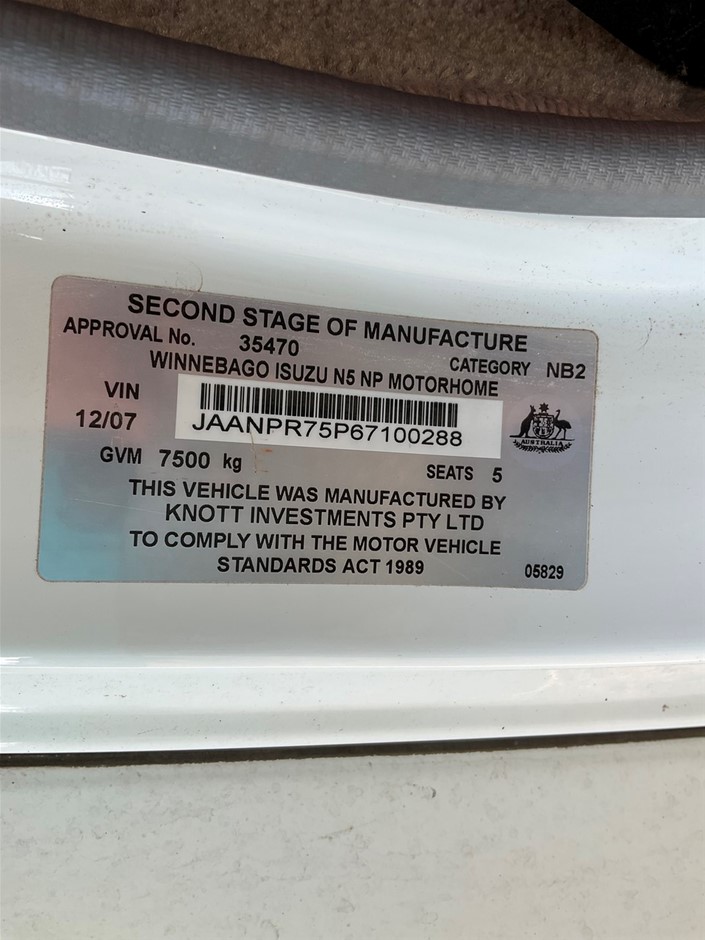 SECOND STAGE OF MANUFACTURE
APPROVAL No. 35470
CATEGORY NB2
WINNEBAGO ISUZU N5 NP MOTORHOME
VIN
12/07
JAANPR75P67100288
AUSTRALIA
GVM 7500 kg
SEATS 5
THIS VEHICLE WAS MANUFACTURED BY
KNOTT INVESTMENTS PTY LTD
TO COMPLY WITH THE MOTOR VEHICLE
STANDARDS ACT 1989
05829